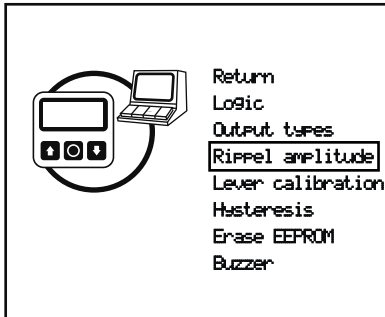 Return
Logic
Output types
Rippel amplitude
Lever calibration
Hysteresis
Erase EEPROM
Buzzer